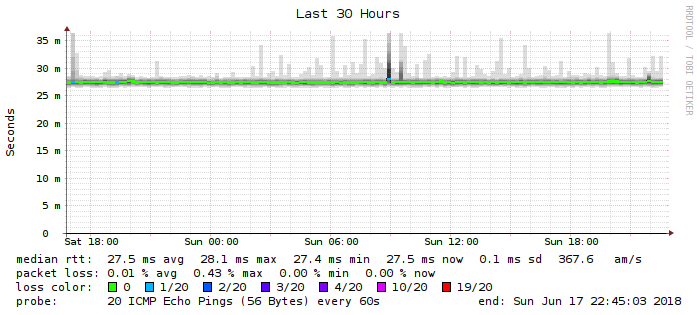 Last 30 Hours
RRDTOOL / TOBI OETIKER
Seconds
35 m
30 m
25 m
20 m
15 m
10 m
5 m
0
Sat 18:00 Sun 00:00 Sun 06:00 Sun 12:00 Sun 18:00
median rtt: 27.5 ms avg 28.1 ms max 27.4 ms min 27.5 ms now 0.1 ms sd 367.6 am/s
packet loss: 0.01 % avg 0.43 % max 0.00 % min 0.00 % now
loss color: 0 1/20 2/20 3/20 4/20 10/20 19/20
probe: 20 ICMP Echo Pings (56 Bytes) every 60s end: Sun Jun 17 22:45:03 2018